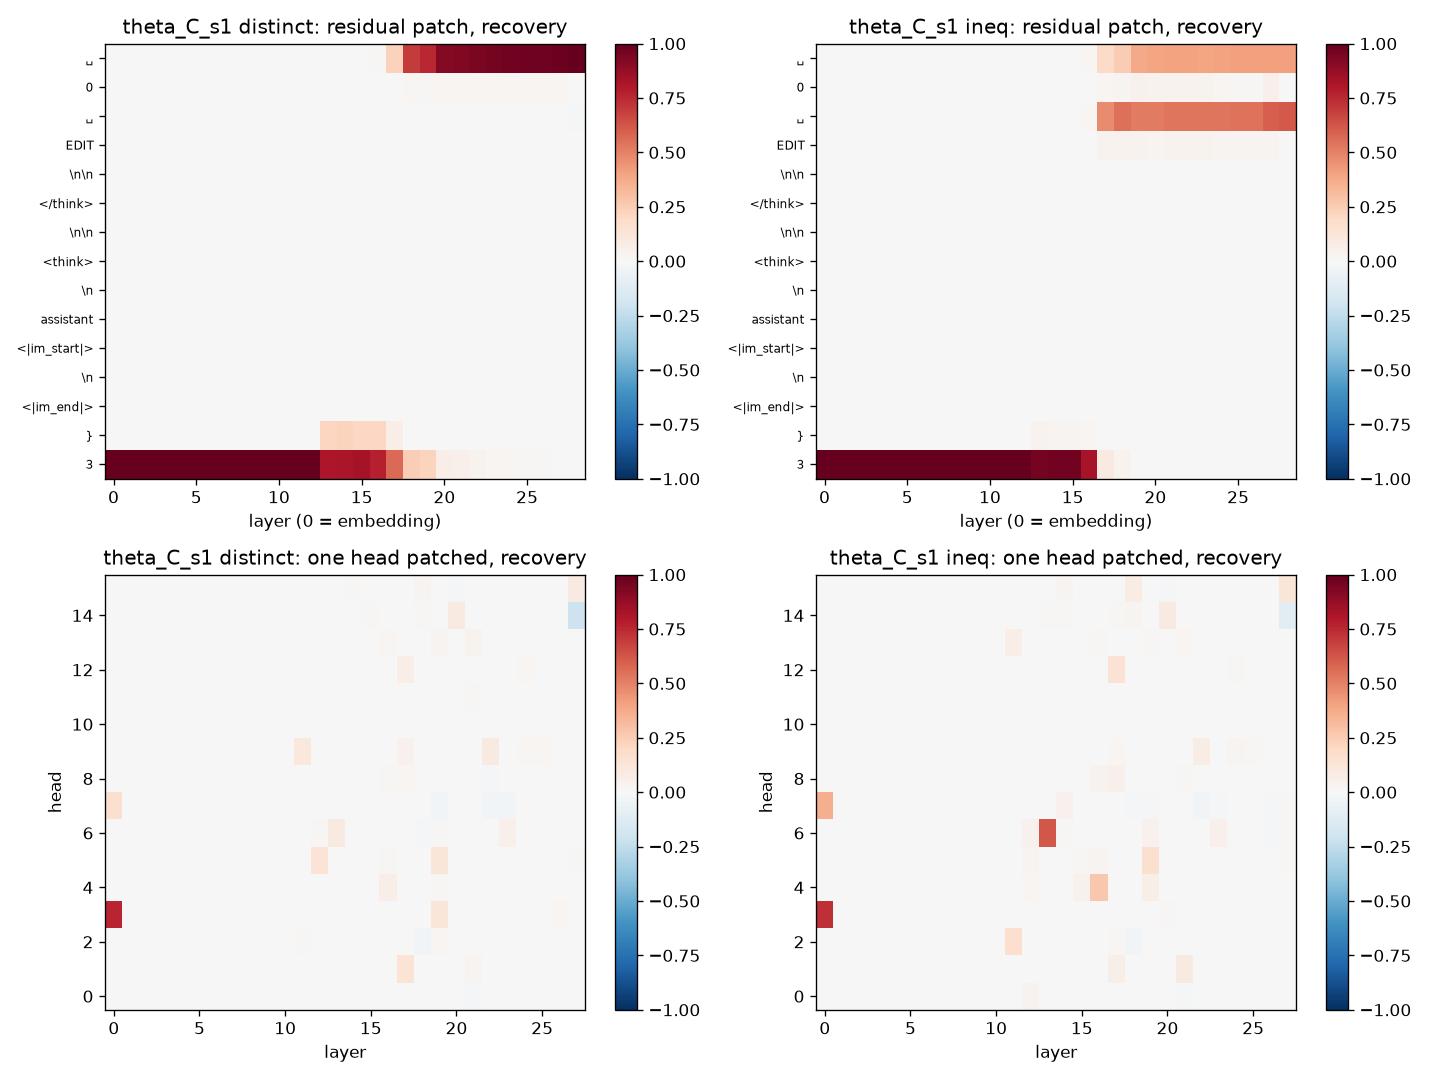 theta_C_s1 distinct: residual patch, recovery
␣
0
␣
EDIT
\n\n
</think>
\n\n
<think>
\n
assistant
<|im_start|>
\n
<|im_end|>
}
3
0 5 10 15 20 25
layer (0 = embedding)
1.00
0.75
0.50
0.25
0.00
−0.25
−0.50
−0.75
−1.00
theta_C_s1 ineq: residual patch, recovery
␣
0
␣
EDIT
\n\n
</think>
\n\n
<think>
\n
assistant
<|im_start|>
\n
<|im_end|>
}
3
0 5 10 15 20 25
layer (0 = embedding)
1.00
0.75
0.50
0.25
0.00
−0.25
−0.50
−0.75
−1.00
theta_C_s1 distinct: one head patched, recovery
head
14
12
10
8
6
4
2
0
0 5 10 15 20 25
layer
1.00
0.75
0.50
0.25
0.00
−0.25
−0.50
−0.75
−1.00
theta_C_s1 ineq: one head patched, recovery
head
14
12
10
8
6
4
2
0
0 5 10 15 20 25
layer
1.00
0.75
0.50
0.25
0.00
−0.25
−0.50
−0.75
−1.00